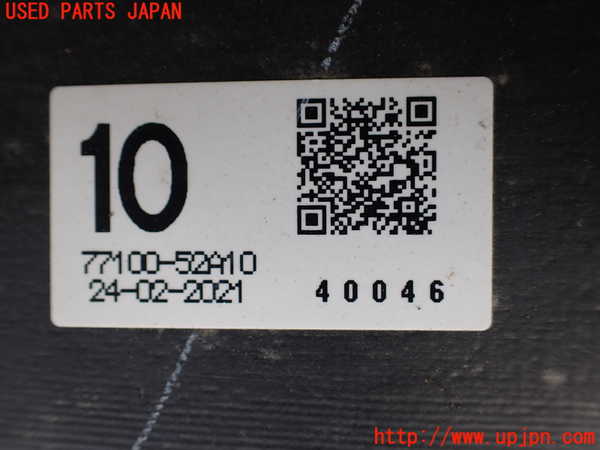 USED PARTS JAPAN
10
77100-52A10
24-02-2021
40046
http://www.upjpn.com/